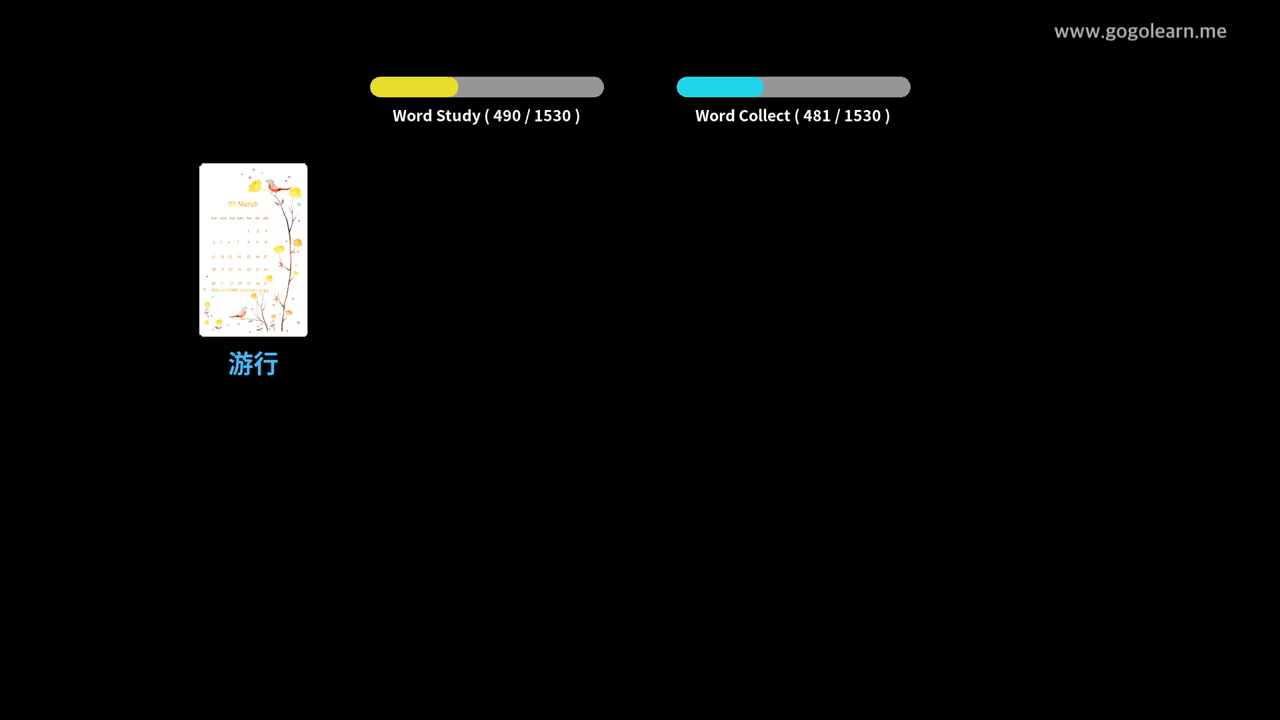 www.gogolearn.me
Word Study ( 490 / 1530 )
Word Collect ( 481 / 1530 )
03 March
游行